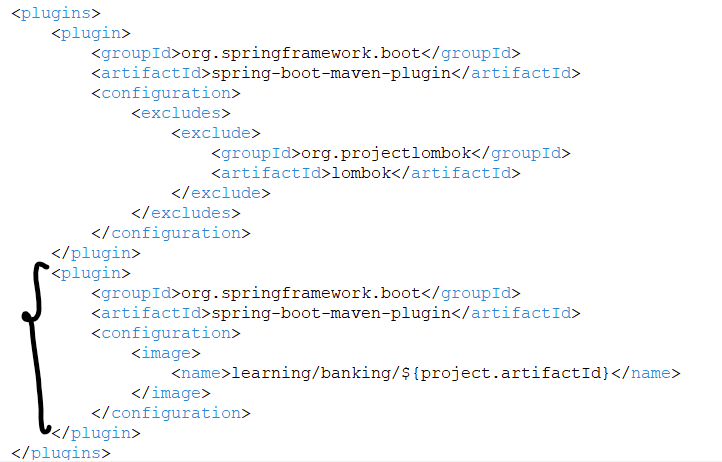 <plugins>
<plugin>
<groupId>org.springframework.boot</groupId>
<artifactId>spring-boot-maven-plugin</artifactId>
<configuration>
<excludes>
<exclude>
<groupId>org.projectlombok</groupId>
<artifactId>lombok</artifactId>
</exclude>
</excludes>
</configuration>
</plugin>
<plugin>
<groupId>org.springframework.boot</groupId>
<artifactId>spring-boot-maven-plugin</artifactId>
<configuration>
<image>
<name>learning/banking/${project.artifactId}</name>
</image>
</configuration>
</plugin>
</plugins>